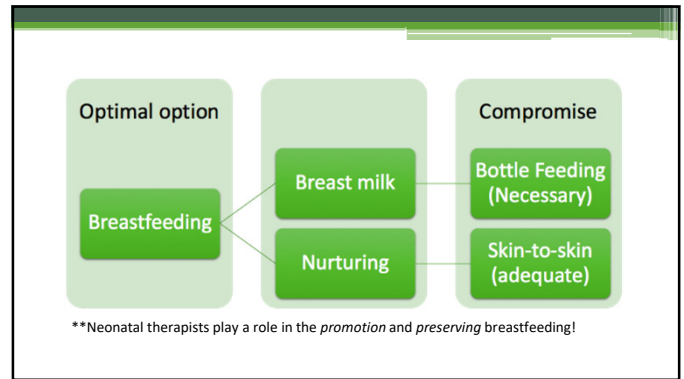 Optimal option
Compromise
Breastfeeding
Breast milk
Bottle Feeding
(Necessary)
Nurturing
Skin-to-skin
(adequate)
**Neonatal therapists play a role in the promotion and preserving breastfeeding!